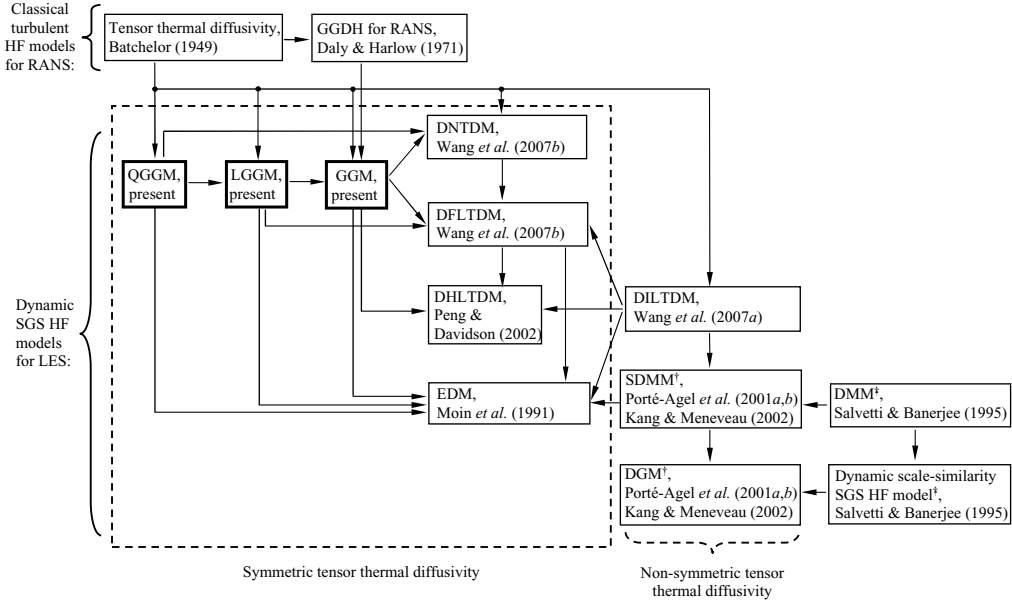 Classical
turbulent
HF models
for RANS:
Tensor thermal diffusivity,
Batchelor (1949)
GGDH for RANS,
Daly & Harlow (1971)
DNTDM,
Wang et al. (2007b)
QGGM,
present
LGGM,
present
GGM,
present
DFLTDM,
Wang et al. (2007b)
Dynamic
SGS HF
models
for LES:
DHLTDM,
Peng &
Davidson (2002)
DILTDM,
Wang et al. (2007a)
EDM,
Moin et al. (1991)
SDMM†,
Porté-Agel et al. (2001a,b)
Kang & Meneveau (2002)
DMM‡,
Salvetti & Banerjee (1995)
DGM†,
Porté-Agel et al. (2001a,b)
Kang & Meneveau (2002)
Dynamic scale-similarity
SGS HF model‡,
Salvetti & Banerjee (1995)
Symmetric tensor thermal diffusivity
Non-symmetric tensor
thermal diffusivity